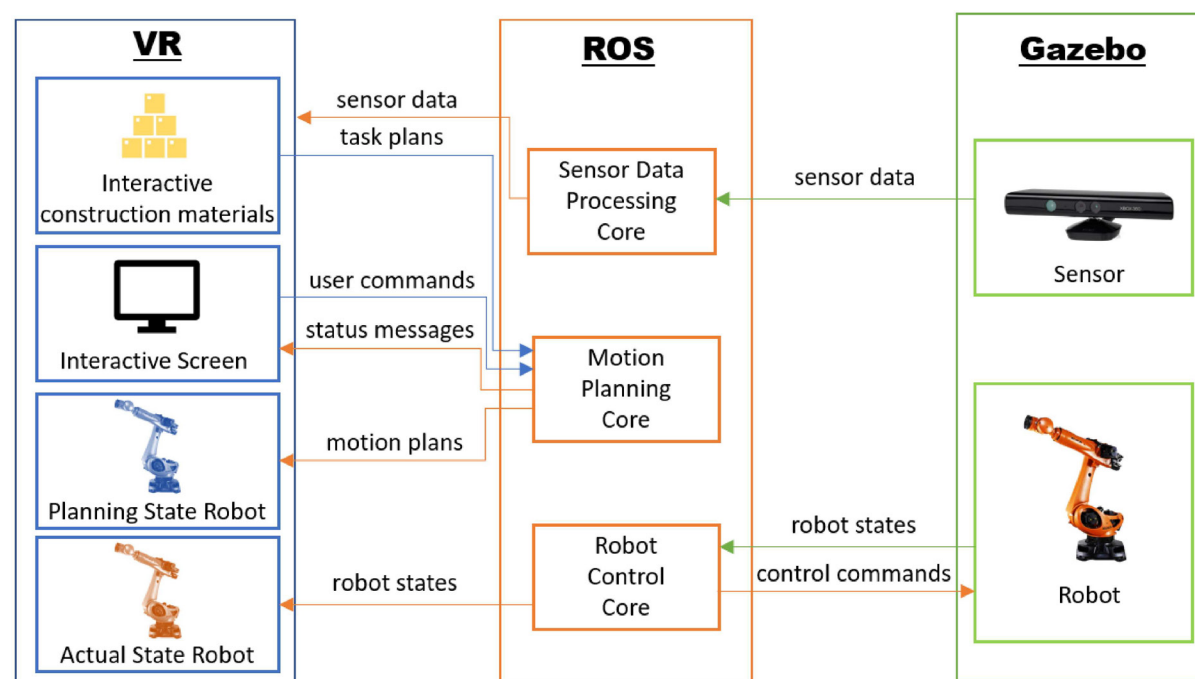 VR
Interactive
construction materials
Interactive Screen
Planning State Robot
Actual State Robot
sensor data
task plans
user commands
status messages
motion plans
robot states
ROS
Sensor Data
Processing
Core
Motion
Planning
Core
Robot
Control
Core
sensor data
robot states
control commands
Gazebo
XBOX 360
Sensor
Robot